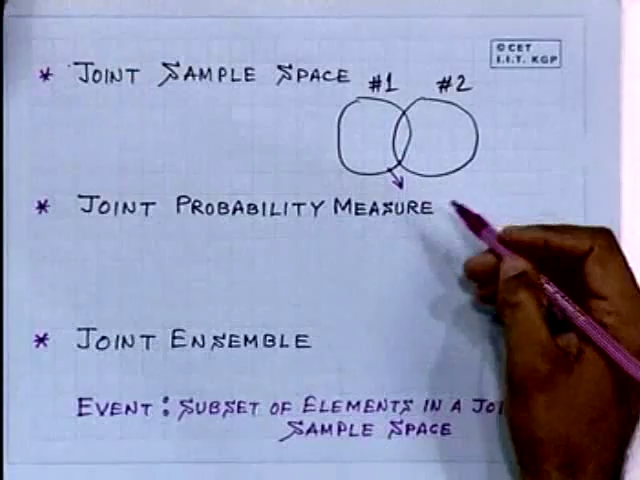 © CET
I.I.T. KGP
* JOINT SAMPLE SPACE
#1 #2
* JOINT PROBABILITY MEASURE
* JOINT ENSEMBLE
EVENT : SUBSET OF ELEMENTS IN A
SAMPLE SPACE